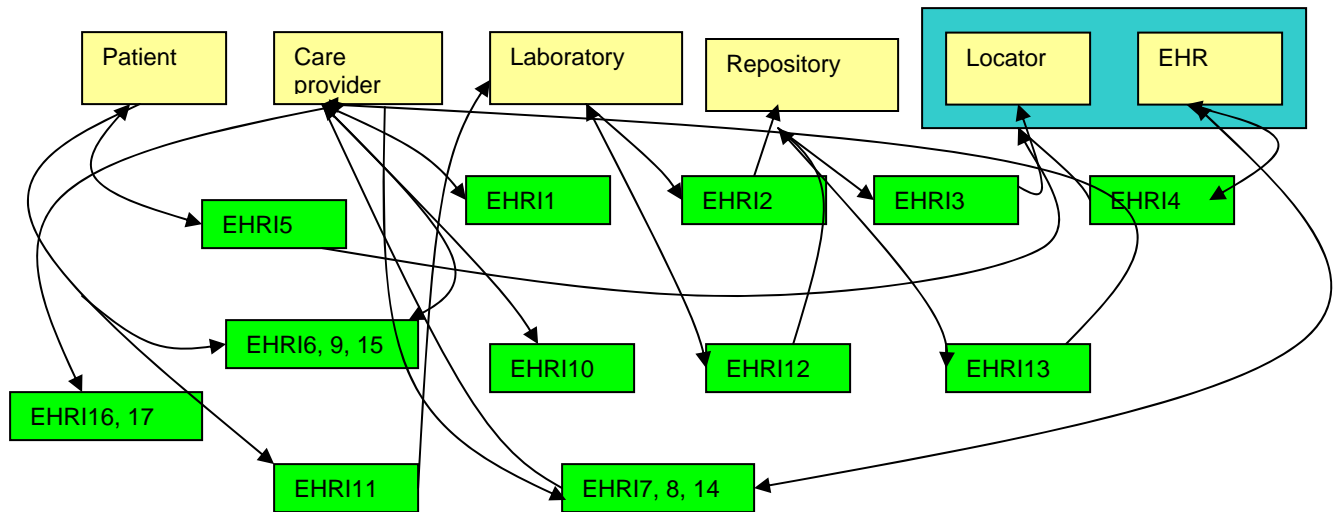 Patient
Care
provider
Laboratory
Repository
Locator
EHR
EHRI1
EHRI2
EHRI3
EHRI4
EHRI5
EHRI6, 9, 15
EHRI10
EHRI12
EHRI13
EHRI16, 17
EHRI11
EHRI7, 8, 14